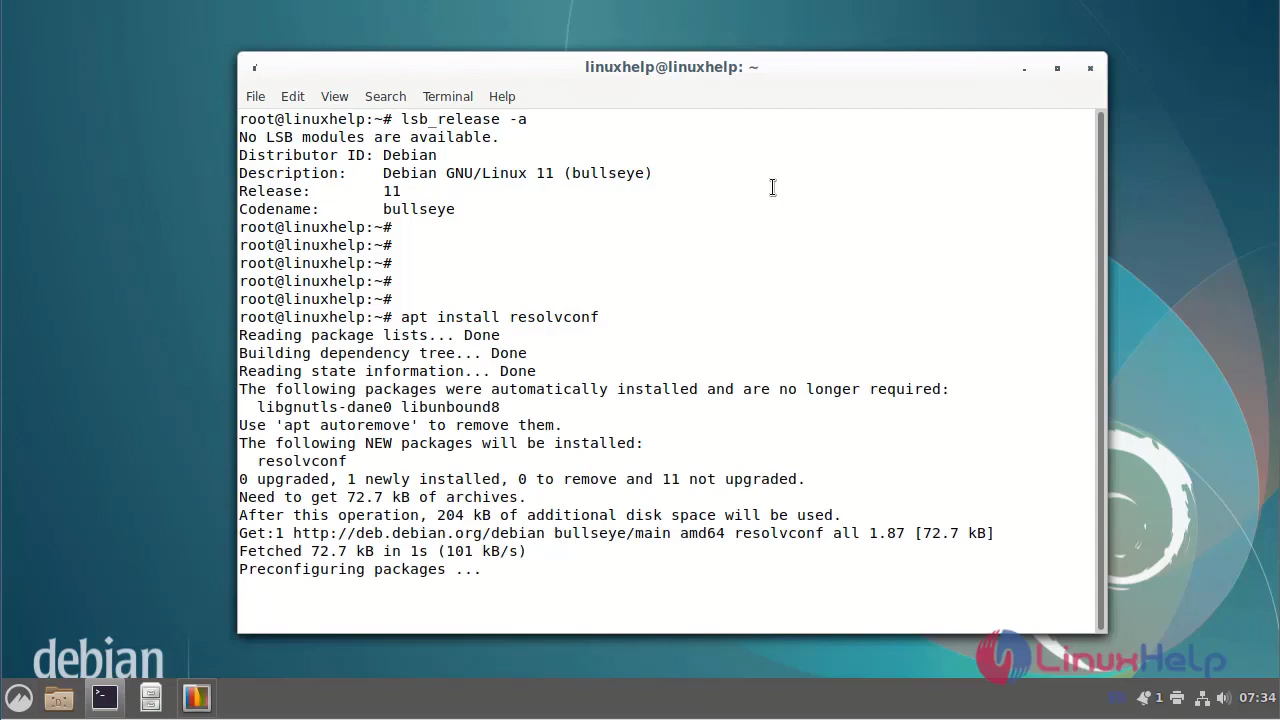 linuxhelp@linuxhelp: ~
File Edit View Search Terminal Help
root@linuxhelp:~# lsb_release -a
No LSB modules are available.
Distributor ID: Debian
Description:    Debian GNU/Linux 11 (bullseye)
Release:        11
Codename:       bullseye
root@linuxhelp:~#
root@linuxhelp:~#
root@linuxhelp:~#
root@linuxhelp:~#
root@linuxhelp:~#
root@linuxhelp:~# apt install resolvconf
Reading package lists... Done
Building dependency tree... Done
Reading state information... Done
The following packages were automatically installed and are no longer required:
  libgnutls-dane0 libunbound8
Use 'apt autoremove' to remove them.
The following NEW packages will be installed:
  resolvconf
0 upgraded, 1 newly installed, 0 to remove and 11 not upgraded.
Need to get 72.7 kB of archives.
After this operation, 204 kB of additional disk space will be used.
Get:1 http://deb.debian.org/debian bullseye/main amd64 resolvconf all 1.87 [72.7 kB]
Fetched 72.7 kB in 1s (101 kB/s)
Preconfiguring packages ...
debian
LinuxHelp
1 07:34